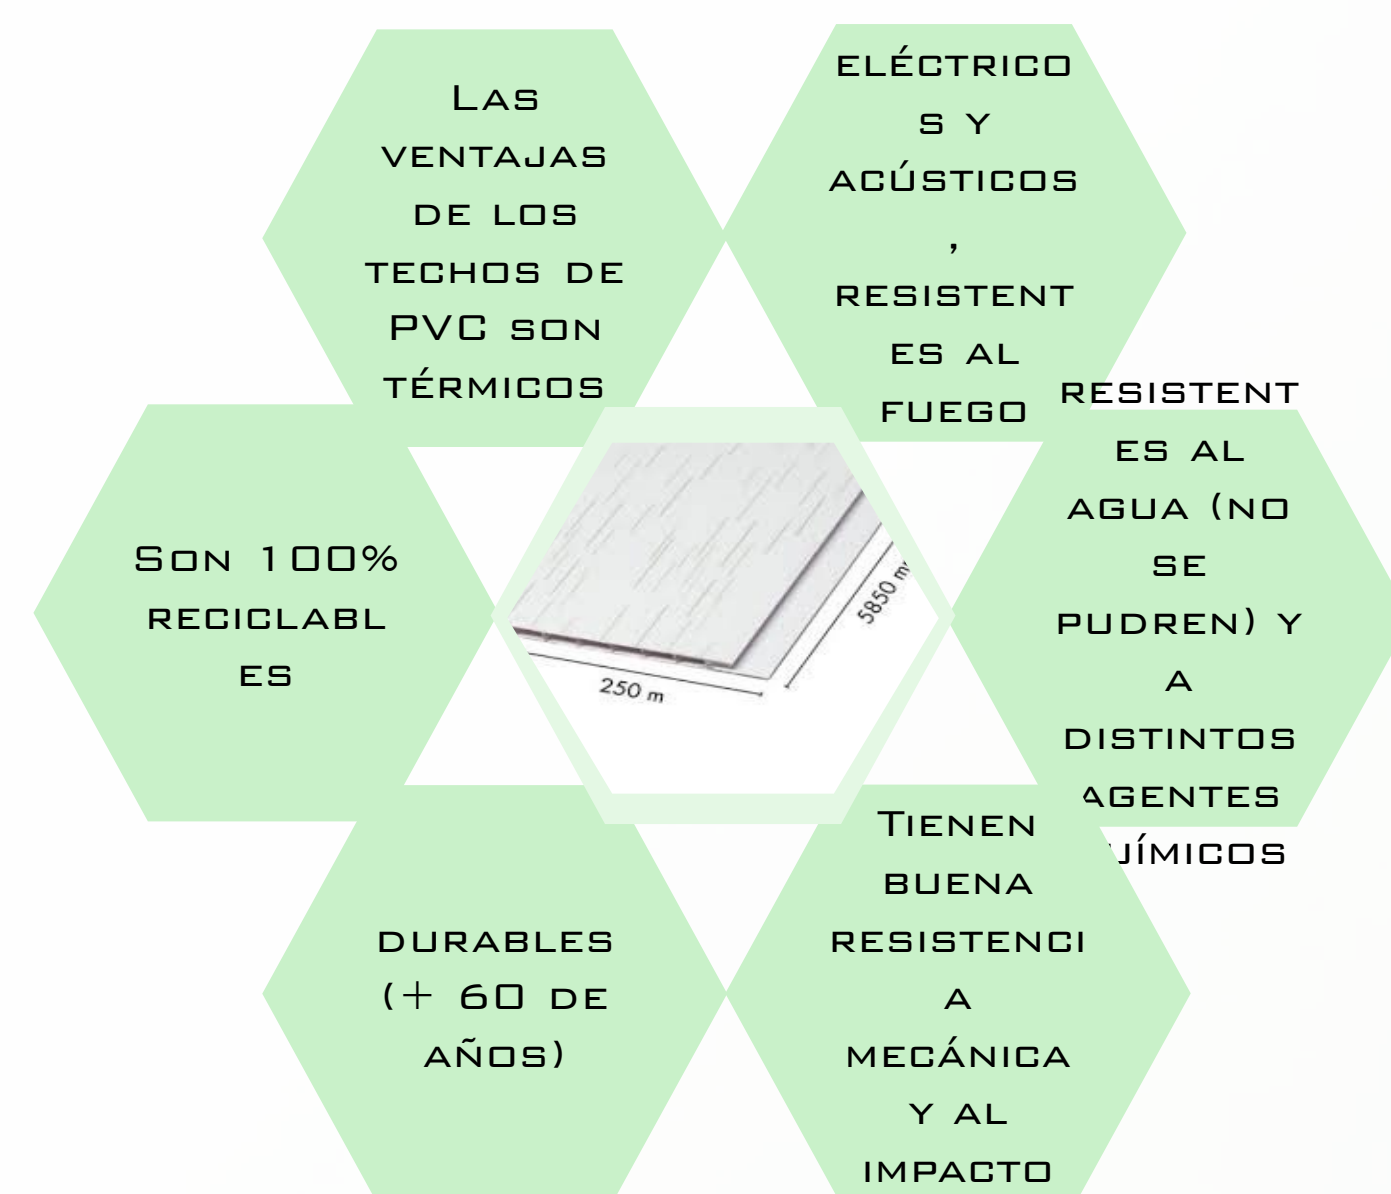 Las
ventajas
de los
techos de
PVC son
térmicos
eléctrico
s y
acústicos
,
resistent
es al
fuego
resistent
es al
agua (no
se
pudren) y
a
distintos
agentes
Tienen
buena
resistenci
a
mecánica
y al
impacto
durables
(+ 60 de
años)
Son 100%
reciclabl
es
250 m
5850 m